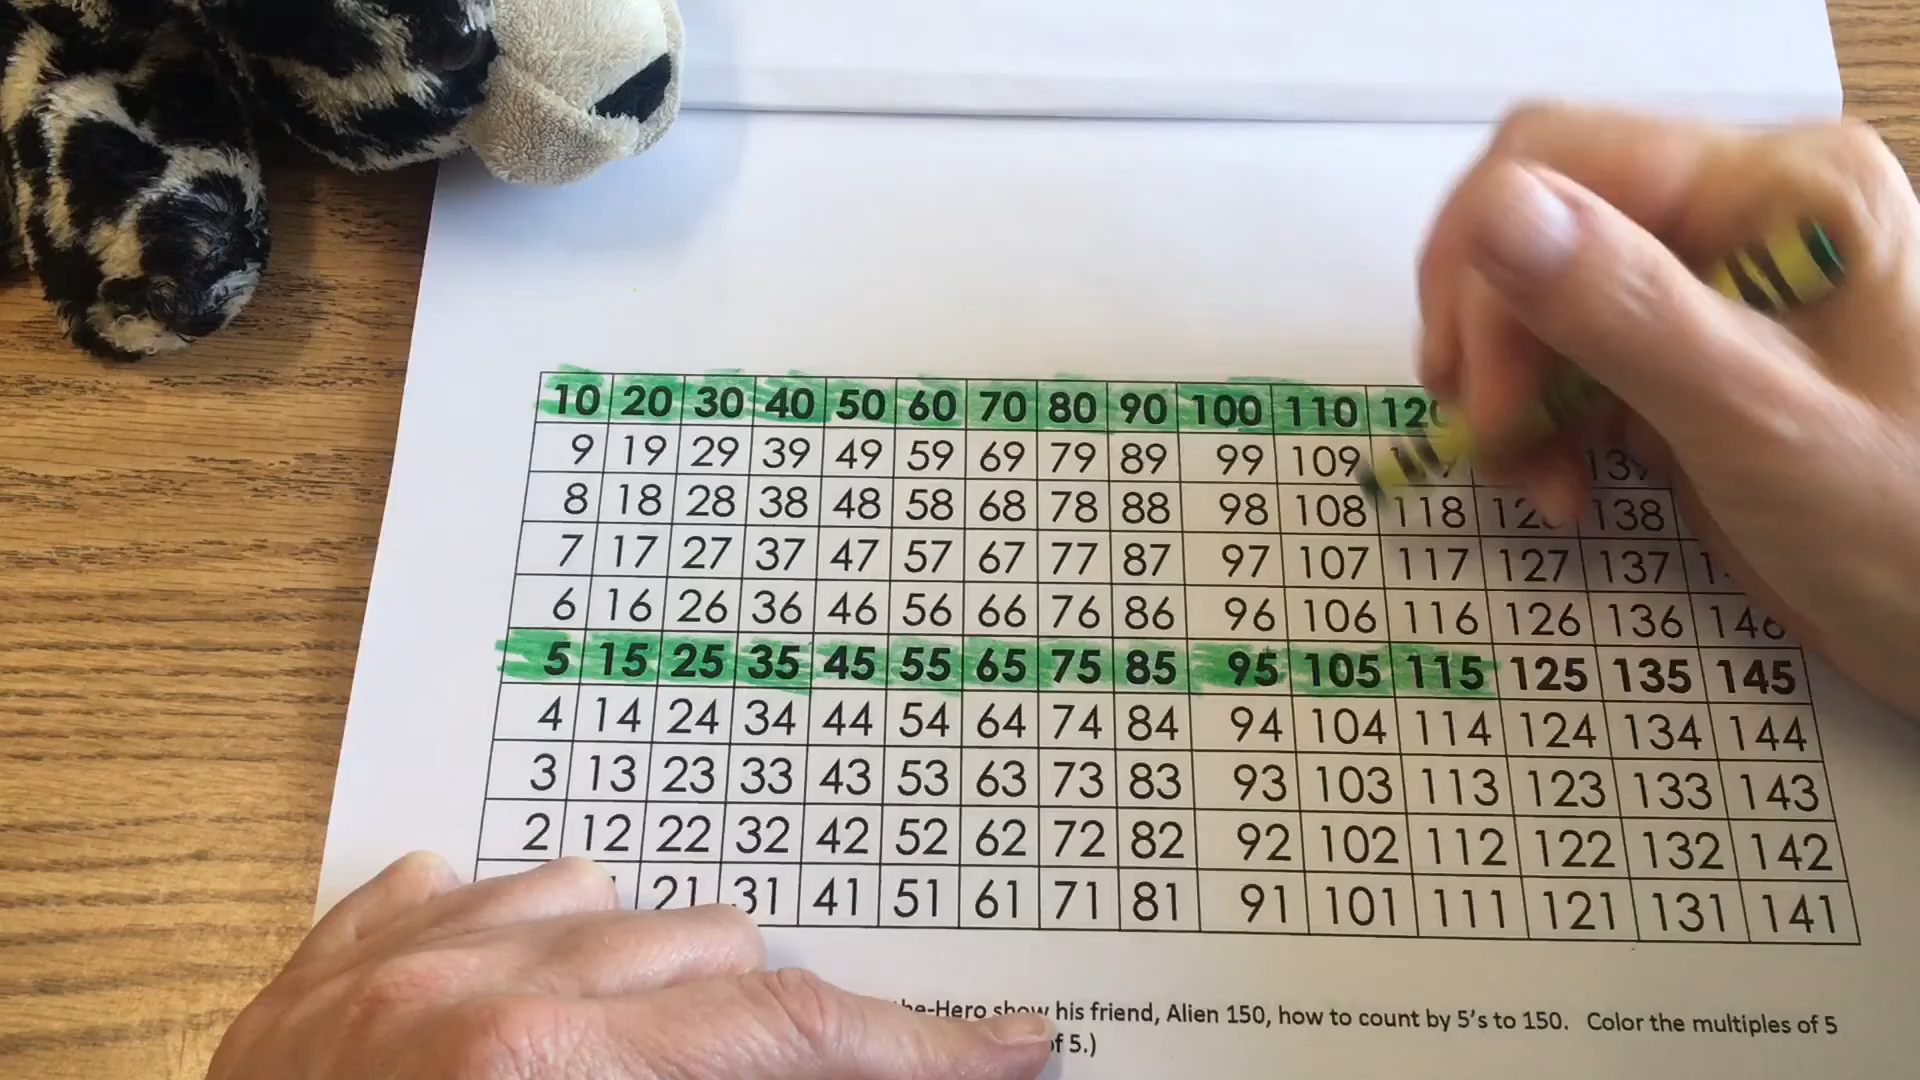 10 20 30 40 50 60 70 80 90 100 110
9 19 29 39 49 59 69 79 89 99 109
8 18 28 38 48 58 68 78 88 98 108 118 138
7 17 27 37 47 57 67 77 87 97 107 117 127 137
6 16 26 36 46 56 66 76 86 96 106 116 126 136 146
5 15 25 35 45 55 65 75 85 95 105 115 125 135 145
4 14 24 34 44 54 64 74 84 94 104 114 124 134 144
3 13 23 33 43 53 63 73 83 93 103 113 123 133 143
2 12 22 32 42 52 62 72 82 92 102 112 122 132 142
21 31 41 51 61 71 81 91 101 111 121 131 141
show his friend, Alien 150, how to count by 5's to 150. Color the multiples of 5
of 5.)